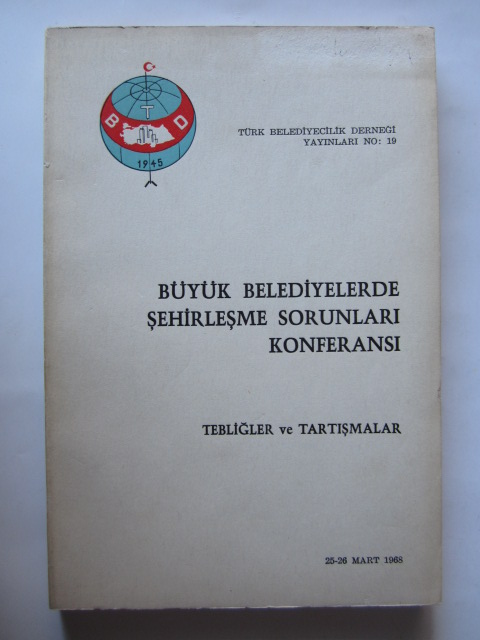 T
B D
1945
TÜRK BELEDİYECİLİK DERNEĞİ
YAYINLARI NO: 19
BÜYÜK BELEDİYELERDE
ŞEHİRLEŞME SORUNLARI
KONFERANSI
TEBLİĞLER ve TARTIŞMALAR
25-26 MART 1968